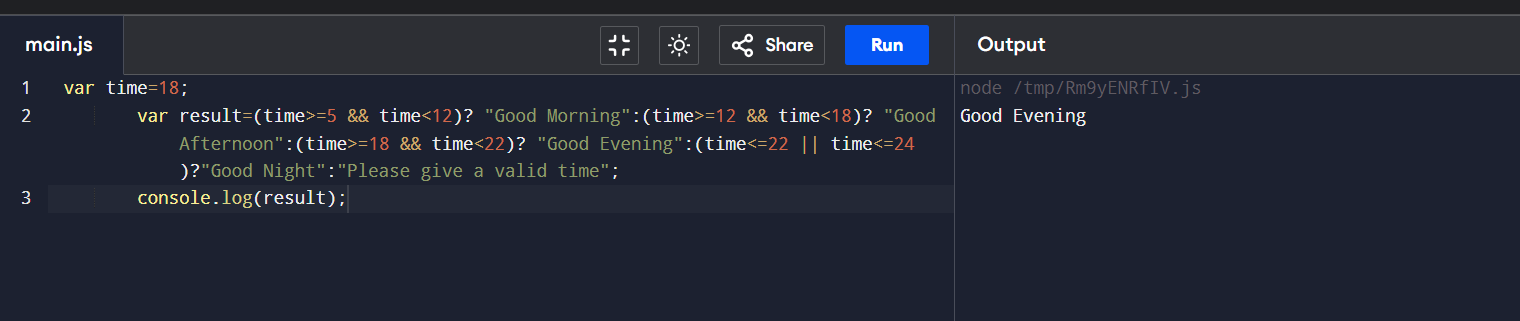 main.js
Share
Run
Output
1 var time=18;
2 var result=(time>=5 && time<12)? "Good Morning":(time>=12 && time<18)? "Good
Afternoon":(time>=18 && time<22)? "Good Evening":(time<=22 || time<=24
)?"Good Night":"Please give a valid time";
3 console.log(result);
node /tmp/Rm9yENRfIV.js
Good Evening